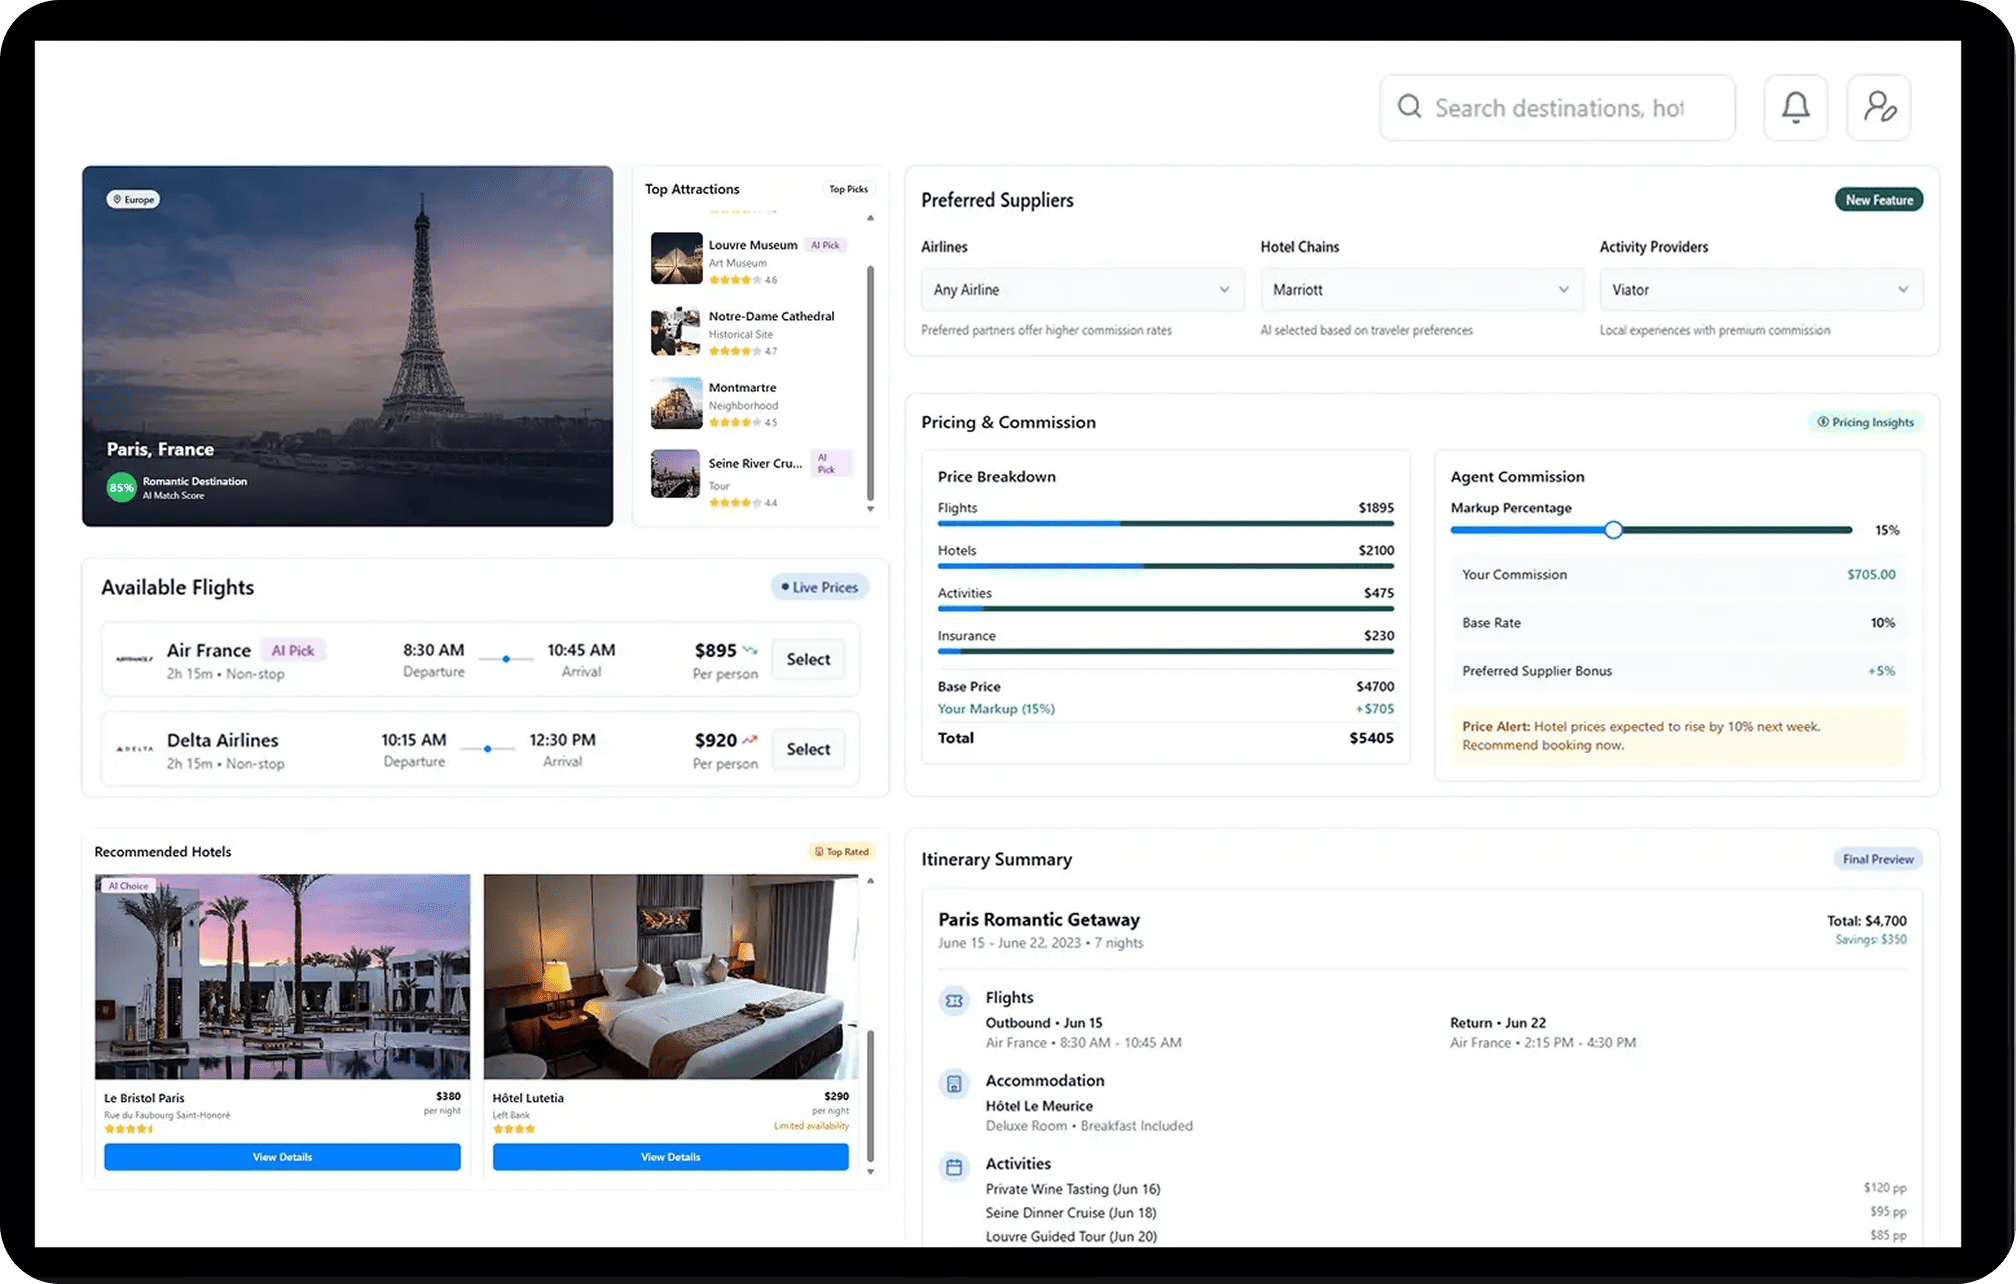 Search destinations, hot
Europe
Paris, France
85%
Romantic Destination
AI Match Score
Top Attractions
Top Picks
Louvre Museum
AI Pick
Art Museum
4.6
Notre-Dame Cathedral
Historical Site
4.7
Montmartre
Neighborhood
4.5
Seine River Cru...
AI
Pick
Tour
4.4
Available Flights
Live Prices
AIRFRANCE
Air France
AI Pick
2h 15m • Non-stop
8:30 AM
Departure
10:45 AM
Arrival
$895
Per person
Select
DELTA
Delta Airlines
2h 15m • Non-stop
10:15 AM
Departure
12:30 PM
Arrival
$920
Per person
Select
Recommended Hotels
Top Rated
AI Choice
Le Bristol Paris
$380
Rue du Faubourg Saint-Honoré
per night
View Details
Hôtel Lutetia
$290
Left Bank
per night
Limited availability
View Details
Preferred Suppliers
New Feature
Airlines
Any Airline
Preferred partners offer higher commission rates
Hotel Chains
Marriott
AI selected based on traveler preferences
Activity Providers
Viator
Local experiences with premium commission
Pricing & Commission
Pricing Insights
Price Breakdown
Flights
$1895
Hotels
$2100
Activities
$475
Insurance
$230
Base Price
$4700
Your Markup (15%)
+$705
Total
$5405
Agent Commission
Markup Percentage
15%
Your Commission
$705.00
Base Rate
10%
Preferred Supplier Bonus
+5%
Price Alert: Hotel prices expected to rise by 10% next week.
Recommend booking now.
Itinerary Summary
Final Preview
Paris Romantic Getaway
Total: $4,700
June 15 - June 22, 2023 • 7 nights
Savings: $350
Flights
Outbound • Jun 15
Air France • 8:30 AM - 10:45 AM
Return • Jun 22
Air France • 2:15 PM - 4:30 PM
Accommodation
Hôtel Le Meurice
Deluxe Room • Breakfast Included
Activities
Private Wine Tasting (Jun 16)
$120 pp
Seine Dinner Cruise (Jun 18)
$95 pp
Louvre Guided Tour (Jun 20)
$85 pp